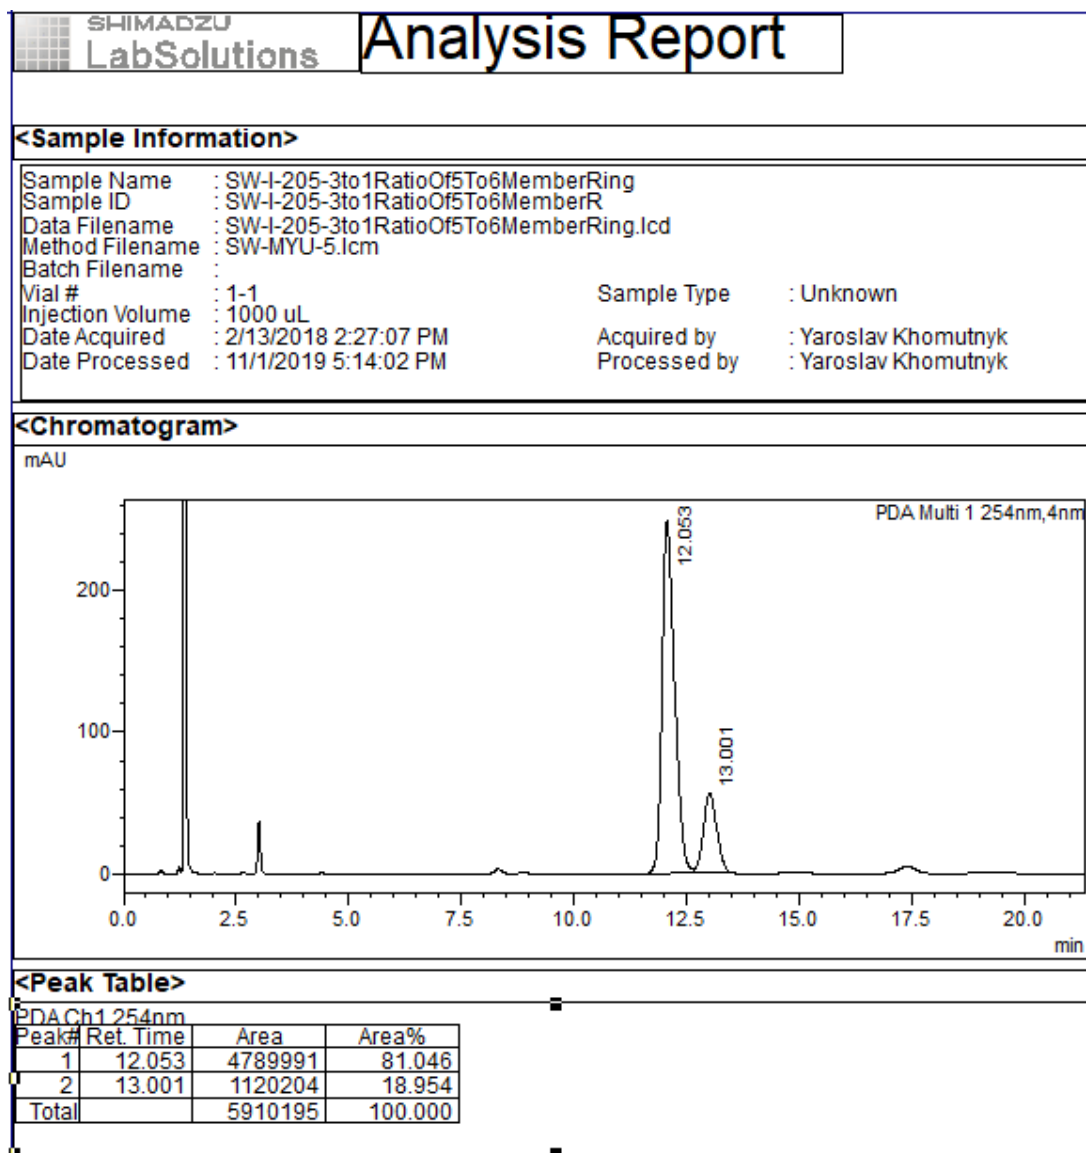 SHIMADZU
LabSolutions
Analysis Report
<Sample Information>
Sample Name : SW-I-205-3to1RatioOf5To6MemberRing
Sample ID : SW-I-205-3to1RatioOf5To6MemberR
Data Filename : SW-I-205-3to1RatioOf5To6MemberRing.lcd
Method Filename : SW-MYU-5.lcm
Batch Filename :
Vial # : 1-1 Sample Type : Unknown
Injection Volume : 1000 uL
Date Acquired : 2/13/2018 2:27:07 PM Acquired by : Yaroslav Khomutnyk
Date Processed : 11/1/2019 5:14:02 PM Processed by : Yaroslav Khomutnyk
<Chromatogram>
mAU
PDA Multi 1 254nm,4nm
12.053
13.001
200
100
0
0.0 2.5 5.0 7.5 10.0 12.5 15.0 17.5 20.0
min
<Peak Table>
PDA Ch1 254nm
Peak# Ret. Time Area Area%
1 12.053 4789991 81.046
2 13.001 1120204 18.954
Total 5910195 100.000